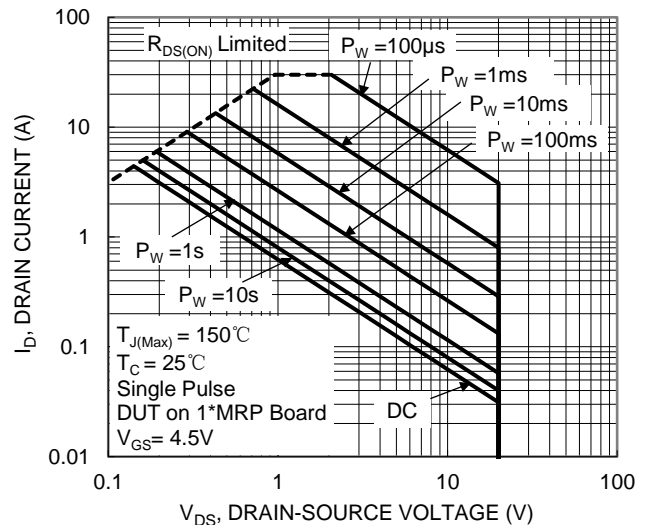 R_DS(ON) Limited
P_W =100µs
P_W =1ms
P_W =10ms
P_W =100ms
P_W =1s
P_W =10s
DC
T_J(Max) = 150℃
T_C = 25℃
Single Pulse
DUT on 1*MRP Board
V_GS= 4.5V
I_D, DRAIN CURRENT (A)
100
10
1
0.1
0.01
0.1
1
10
100
V_DS, DRAIN-SOURCE VOLTAGE (V)